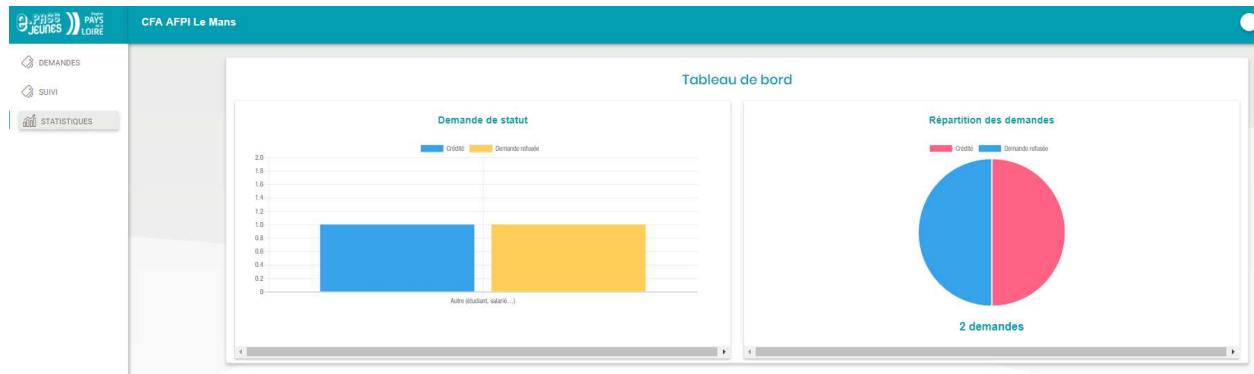 e.PASS JEUNES Région PAYS de la LOIRE
CFA AFPI Le Mans
DEMANDES
SUIVI
STATISTIQUES
Tableau de bord
Demande de statut
Crédité Demande refusée
2.0
1.8
1.6
1.4
1.2
1.0
0.8
0.6
0.4
0.2
0
Autre (étudiant, salarié...)
Répartition des demandes
Crédité Demande refusée
2 demandes